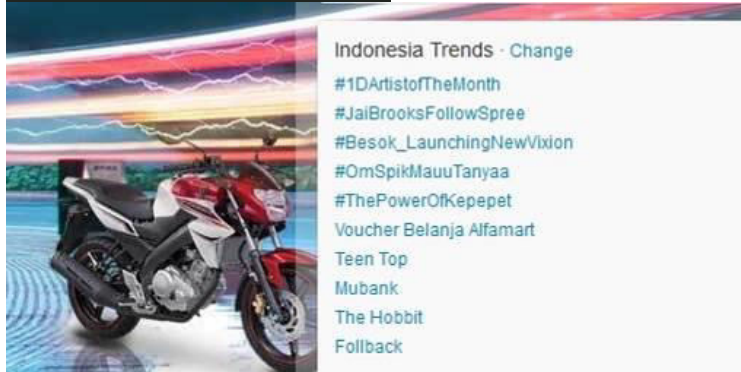 Indonesia Trends · Change
#1DArtistofTheMonth
#JaiBrooksFollowSpree
#Besok_LaunchingNewVixion
#OmSpikMauuTanyaa
#ThePowerOfKepepet
Voucher Belanja Alfamart
Teen Top
Mubank
The Hobbit
Follback